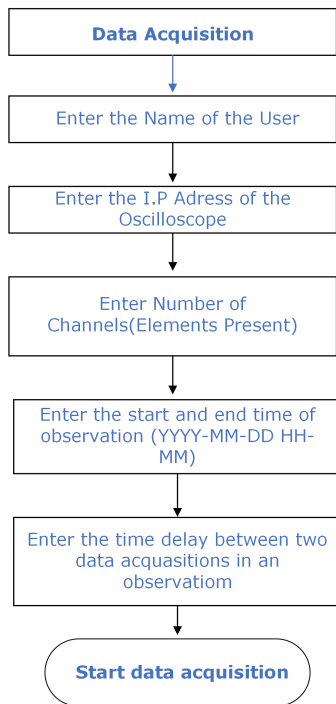 Data Acquisition
Enter the Name of the User
Enter the I.P Adress of the
Oscilloscope
Enter Number of
Channels(Elements Present)
Enter the start and end time of
observation (YYYY-MM-DD HH-
MM)
Enter the time delay between two
data acquasitions in an
observatiom
Start data acquisition